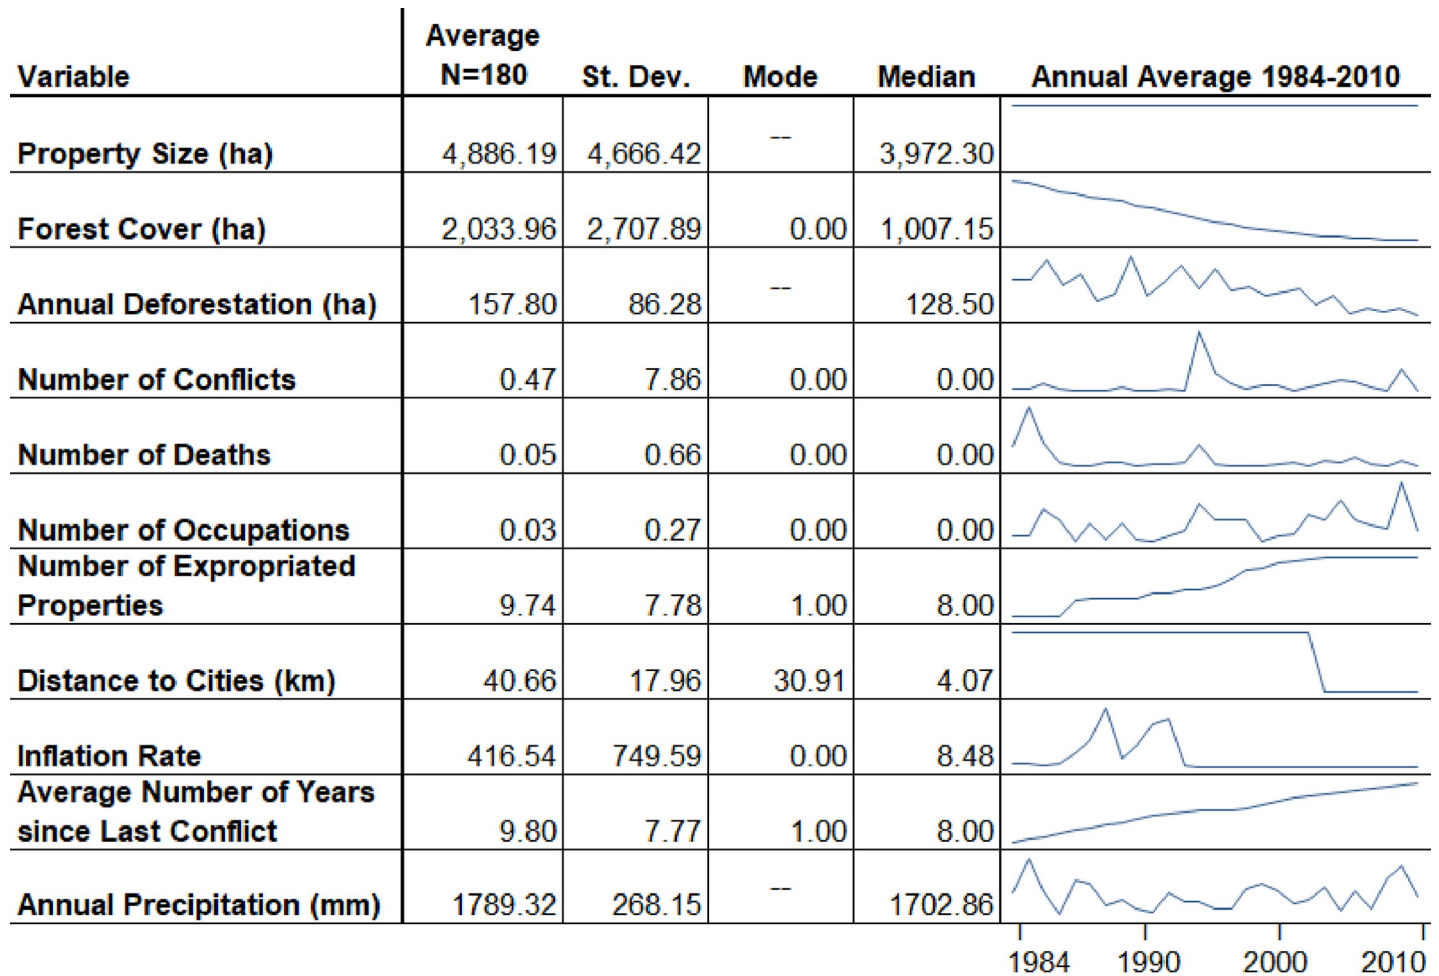 Average
Variable N=180 St. Dev. Mode Median Annual Average 1984-2010
Property Size (ha) 4,886.19 4,666.42 -- 3,972.30
Forest Cover (ha) 2,033.96 2,707.89 0.00 1,007.15
Annual Deforestation (ha) 157.80 86.28 -- 128.50
Number of Conflicts 0.47 7.86 0.00 0.00
Number of Deaths 0.05 0.66 0.00 0.00
Number of Occupations 0.03 0.27 0.00 0.00
Number of Expropriated
Properties 9.74 7.78 1.00 8.00
Distance to Cities (km) 40.66 17.96 30.91 4.07
Inflation Rate 416.54 749.59 0.00 8.48
Average Number of Years
since Last Conflict 9.80 7.77 1.00 8.00
Annual Precipitation (mm) 1789.32 268.15 -- 1702.86
1984 1990 2000 2010